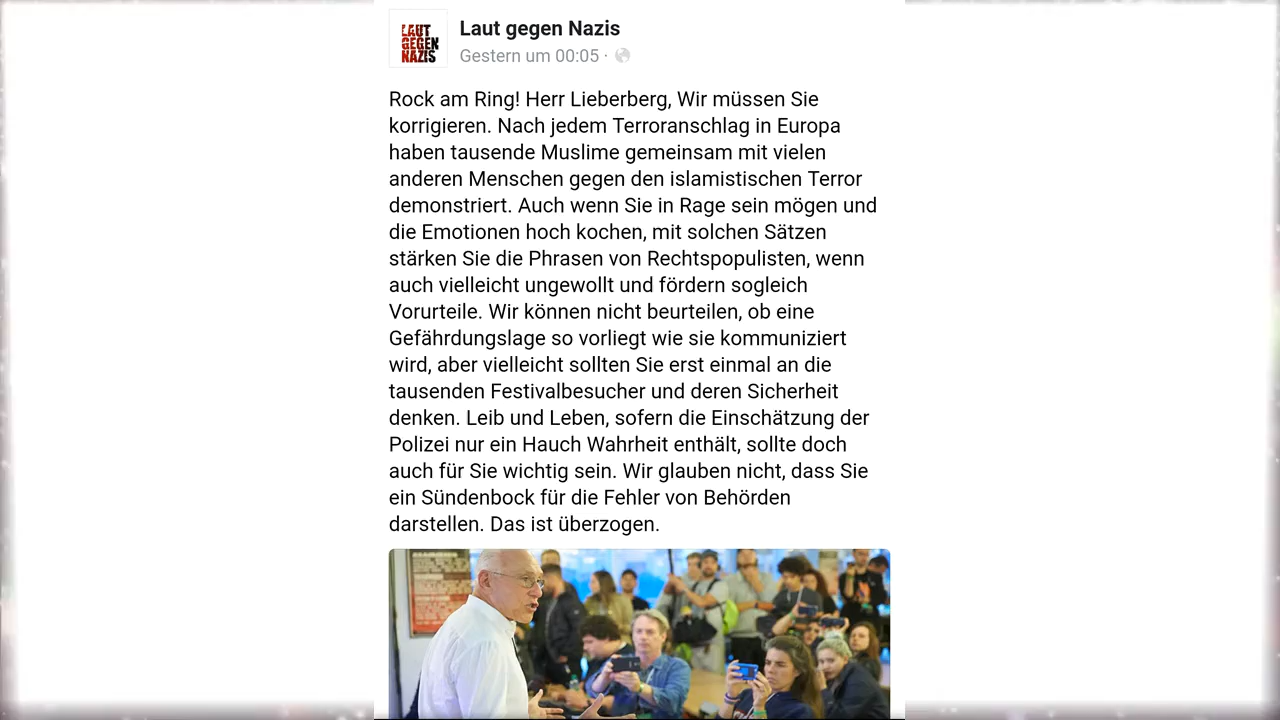 LAUT
GEGEN
NAZIS
Laut gegen Nazis
Gestern um 00:05 ·
Rock am Ring! Herr Lieberberg, Wir müssen Sie
korrigieren. Nach jedem Terroranschlag in Europa
haben tausende Muslime gemeinsam mit vielen
anderen Menschen gegen den islamistischen Terror
demonstriert. Auch wenn Sie in Rage sein mögen und
die Emotionen hoch kochen, mit solchen Sätzen
stärken Sie die Phrasen von Rechtspopulisten, wenn
auch vielleicht ungewollt und fördern sogleich
Vorurteile. Wir können nicht beurteilen, ob eine
Gefährdungslage so vorliegt wie sie kommuniziert
wird, aber vielleicht sollten Sie erst einmal an die
tausenden Festivalbesucher und deren Sicherheit
denken. Leib und Leben, sofern die Einschätzung der
Polizei nur ein Hauch Wahrheit enthält, sollte doch
auch für Sie wichtig sein. Wir glauben nicht, dass Sie
ein Sündenbock für die Fehler von Behörden
darstellen. Das ist überzogen.